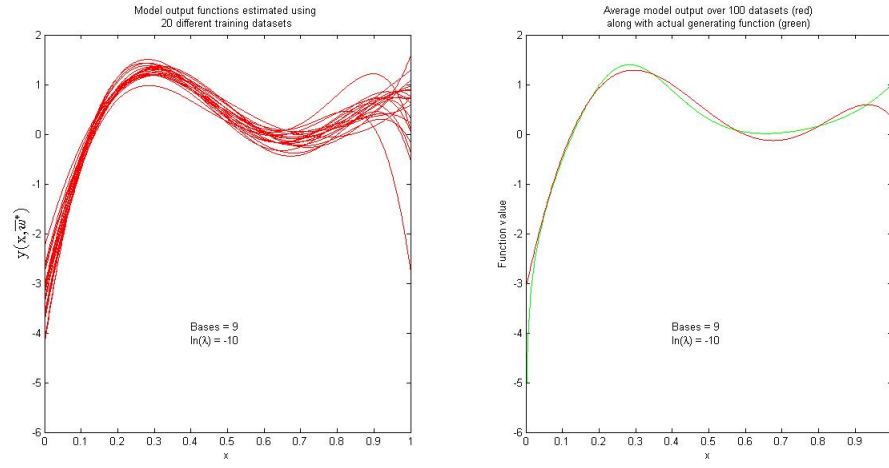 Model output functions estimated using
20 different training datasets
2
1
0
-1
-2
-3
-4
-5
-6
y(x,w̅*)
Bases = 9
ln(λ) = -10
0 0.1 0.2 0.3 0.4 0.5 0.6 0.7 0.8 0.9 1
x
Average model output over 100 datasets (red)
along with actual generating function (green)
2
1
0
-1
-2
-3
-4
-5
-6
Function value
Bases = 9
ln(λ) = -10
0 0.1 0.2 0.3 0.4 0.5 0.6 0.7 0.8 0.9
x